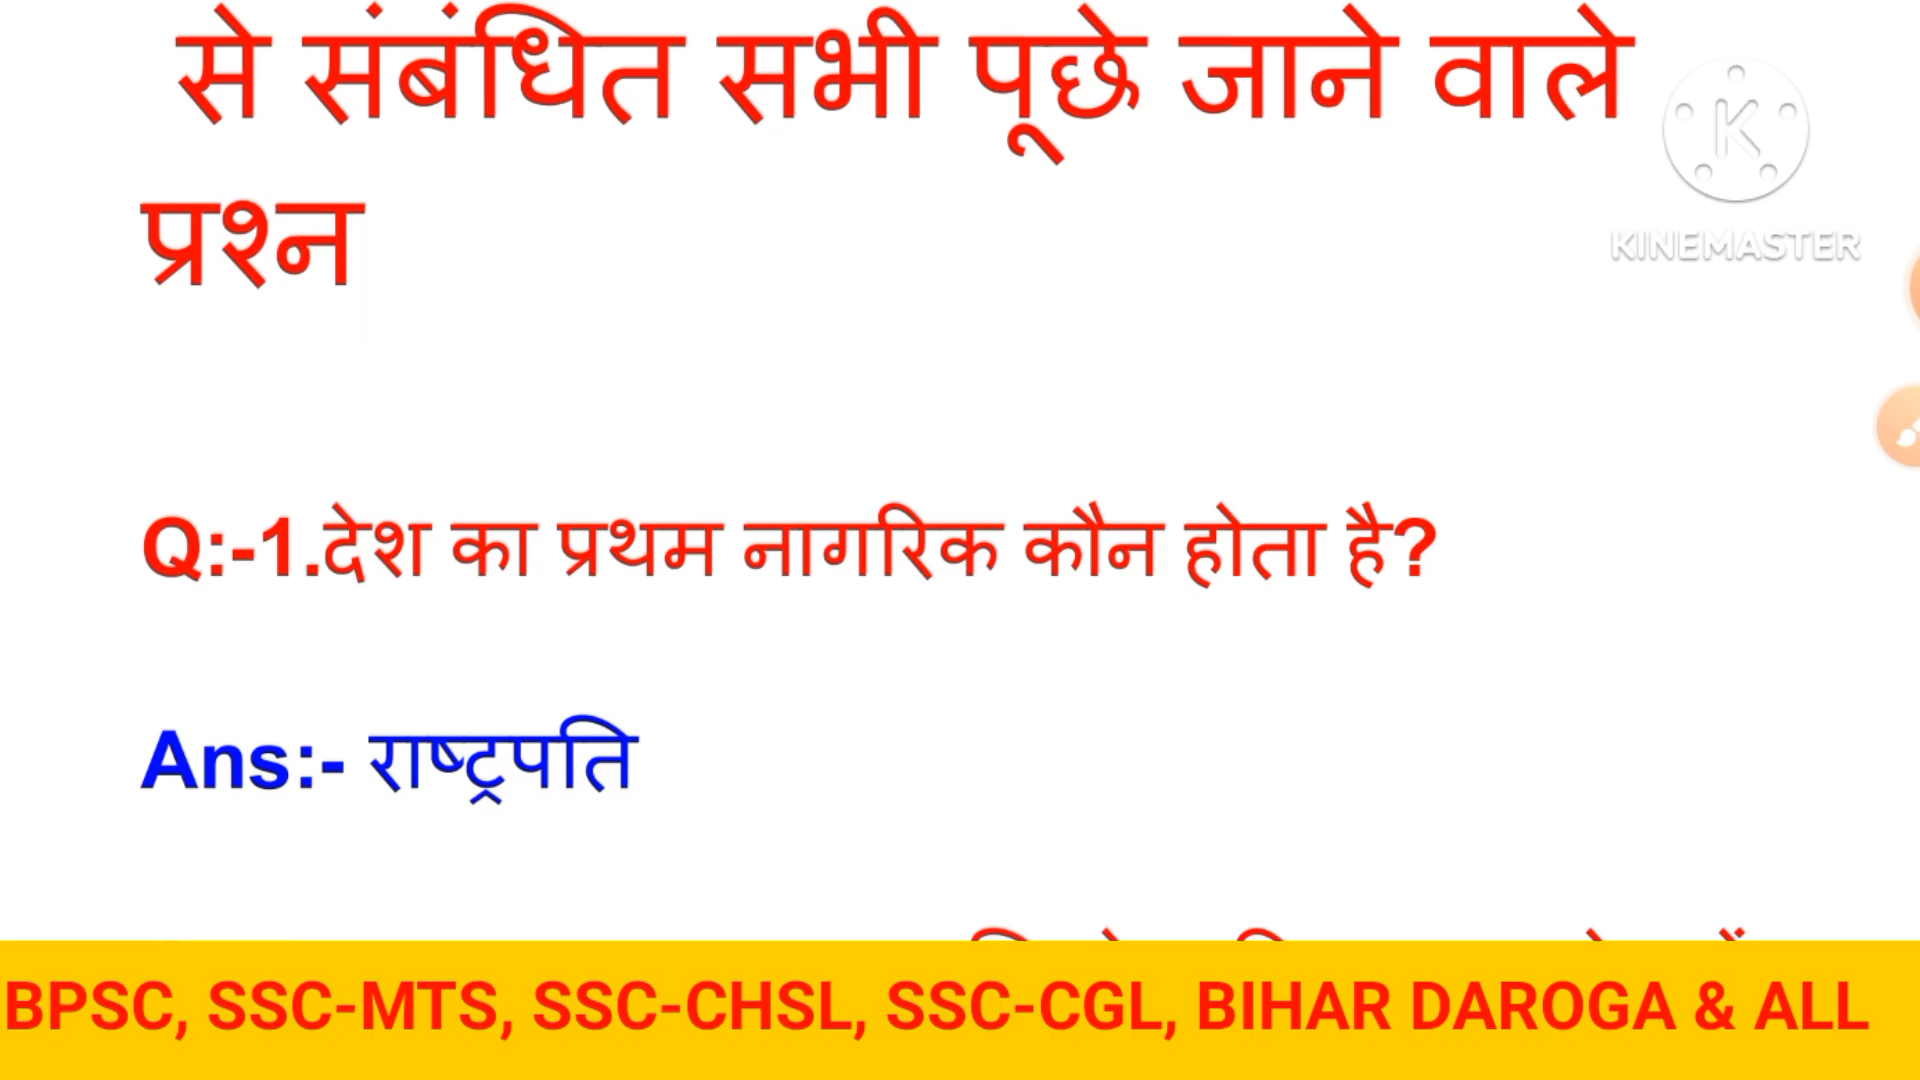 से संबंधित सभी पूछे जाने वाले
प्रश्न
K
KINEMASTER
Q:-1.देश का प्रथम नागरिक कौन होता है?
Ans:- राष्ट्रपति
BPSC, SSC-MTS, SSC-CHSL, SSC-CGL, BIHAR DAROGA & ALL